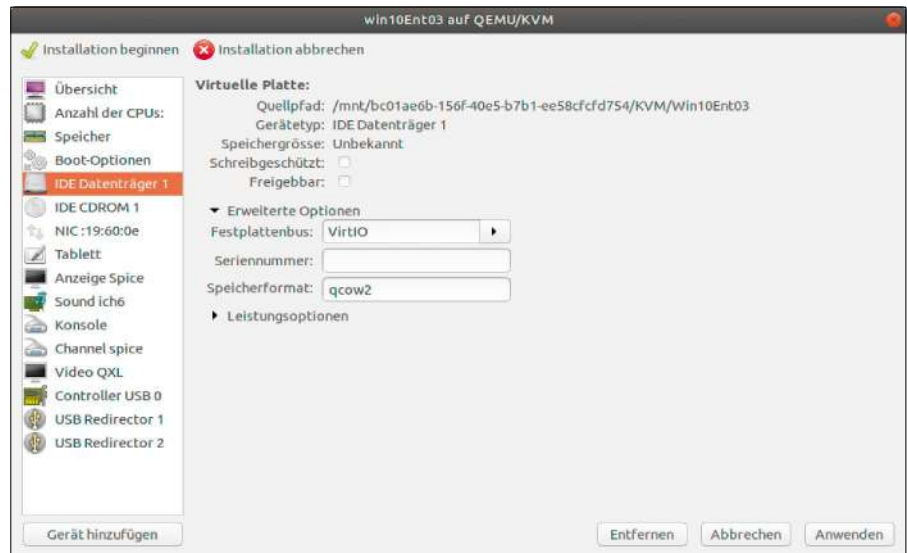 win10Ent03 auf QEMU/KVM
Installation beginnen Installation abbrechen
Übersicht
Anzahl der CPUs:
Speicher
Boot-Optionen
IDE Datenträger 1
IDE CDROM 1
NIC :19:60:0e
Tablett
Anzeige Spice
Sound ich6
Konsole
Channel spice
Video QXL
Controller USB 0
USB Redirector 1
USB Redirector 2
Gerät hinzufügen
Virtuelle Platte:
Quellpfad: /mnt/bc01ae6b-156f-40e5-b7b1-ee58cfcfd754/KVM/Win10Ent03
Gerätetyp: IDE Datenträger 1
Speichergrösse: Unbekannt
Schreibgeschützt:
Freigebbar:
Erweiterte Optionen
Festplattenbus: VirtIO
Seriennummer:
Speicherformat: qcow2
Leistungsoptionen
Entfernen Abbrechen Anwenden